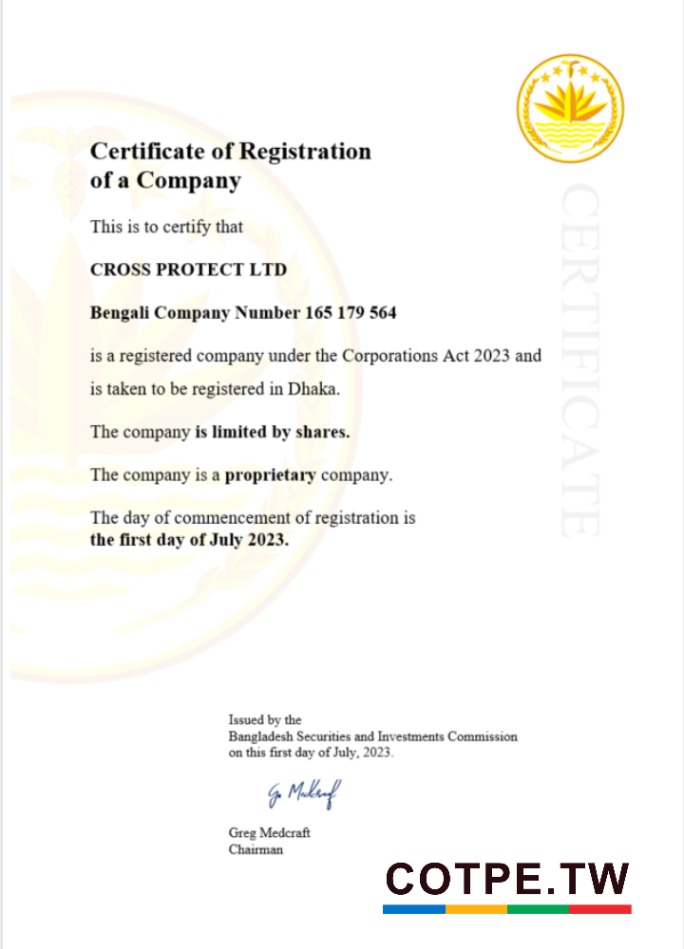 Certificate of Registration
of a Company
This is to certify that
CROSS PROTECT LTD
Bengali Company Number 165 179 564
is a registered company under the Corporations Act 2023 and
is taken to be registered in Dhaka.
The company is limited by shares.
The company is a proprietary company.
The day of commencement of registration is
the first day of July 2023.
CERTIFICATE
Issued by the
Bangladesh Securities and Investments Commission
on this first day of July, 2023.
Greg Medcraft
Chairman
COTPE.TW